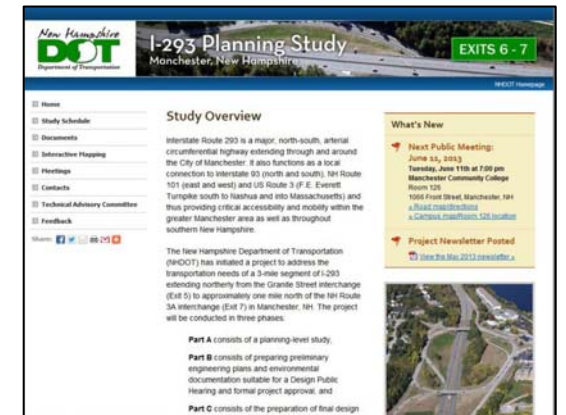 New Hampshire
DOT
Department of Transportation
I-293 Planning Study
Manchester, New Hampshire
EXITS 6 - 7
NHDOT Homepage
Home
Study Schedule
Documents
Interactive Mapping
Meetings
Contacts
Technical Advisory Committee
Feedback
Share:
Study Overview
Interstate Route 293 is a major, north-south, arterial
circumferential highway extending through and around
the City of Manchester. It also functions as a local
connection to Interstate 93 (north and south), NH Route
101 (east and west) and US Route 3 (F.E. Everett
Turnpike south to Nashua and into Massachusetts) and
thus providing critical accessibility and mobility within the
greater Manchester area as well as throughout
southern New Hampshire.
The New Hampshire Department of Transportation
(NHDOT) has initiated a project to address the
transportation needs of a 3-mile segment of I-293
extending northerly from the Granite Street interchange
(Exit 5) to approximately one mile north of the NH Route
3A interchange (Exit 7) in Manchester, NH. The project
will be conducted in three phases:
Part A consists of a planning-level study,
Part B consists of preparing preliminary
engineering plans and environmental
documentation suitable for a Design Public
Hearing and formal project approval, and
Part C consists of the preparation of final design
What's New
Next Public Meeting:
June 11, 2013
Tuesday, June 11th at 7:00 pm
Manchester Community College
Room 126
1066 Front Street, Manchester, NH
» Road map/directions
» Campus map/Room 126 location
Project Newsletter Posted
View the May 2013 newsletter »